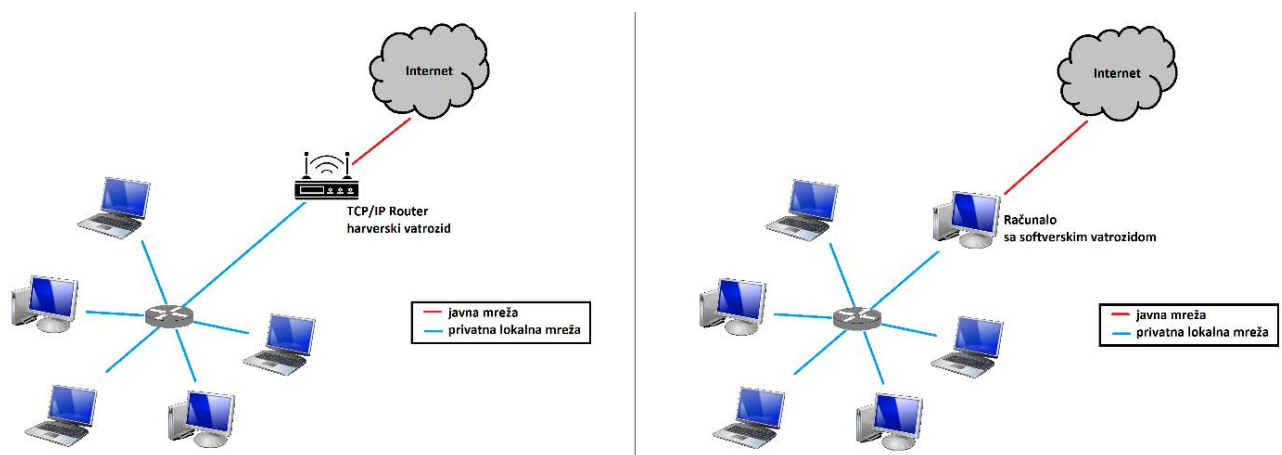 Internet
TCP/IP Router
harverski vatrozid
javna mreža
privatna lokalna mreža
Internet
Računalo
sa softverskim vatrozidom
javna mreža
privatna lokalna mreža